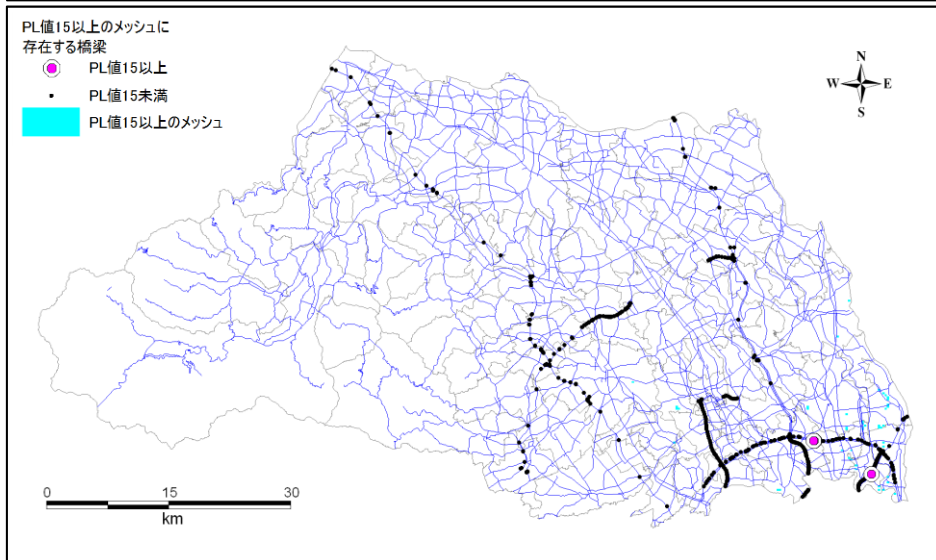 PL値15以上のメッシュに
存在する橋梁
PL値15以上
PL値15未満
PL値15以上のメッシュ
N
W E
S
0 15 30
km